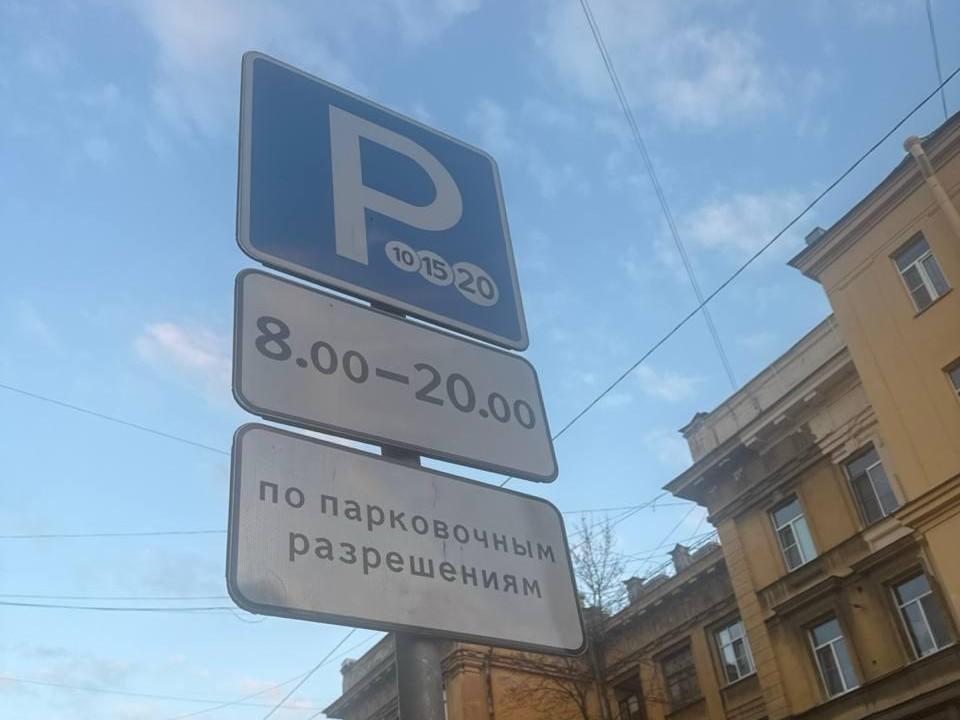 P
10 15 20
8.00–20.00
по парковочным
разрешениям